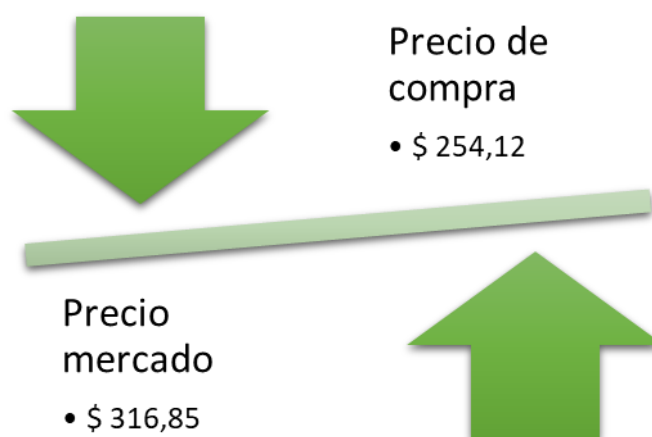 Precio de
compra
• $ 254,12
Precio
mercado
• $ 316,85